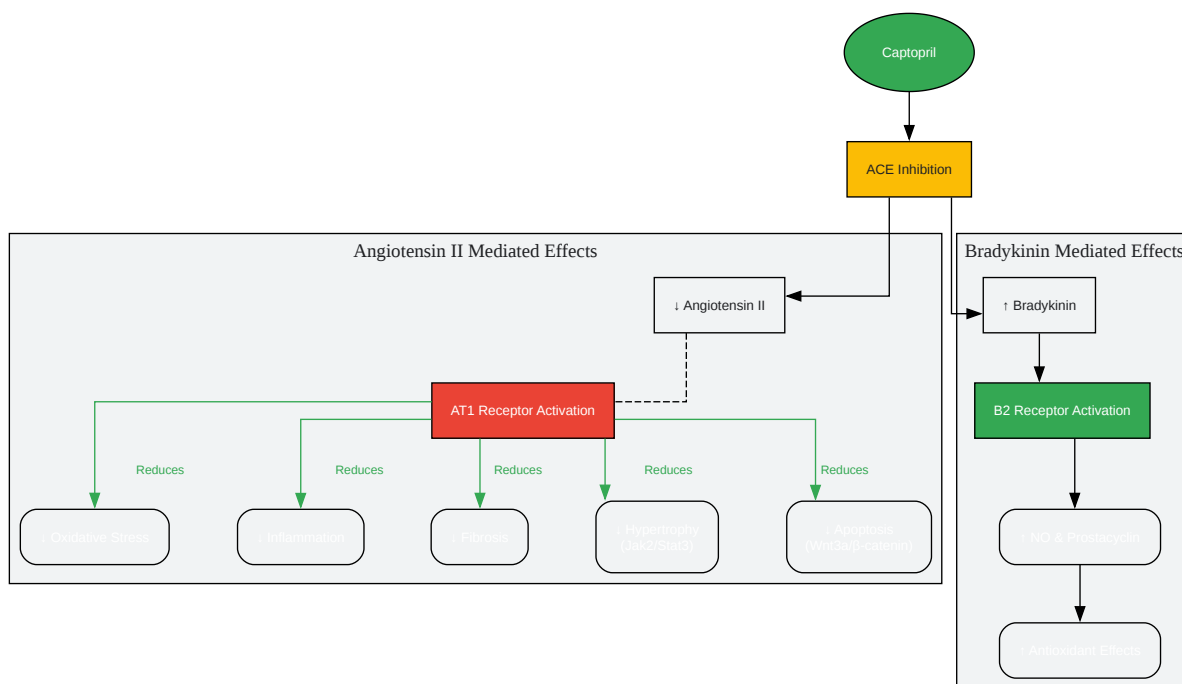 Captopril
ACE Inhibition
Angiotensin II Mediated Effects
Bradykinin Mediated Effects
↓ Angiotensin II
↑ Bradykinin
AT1 Receptor Activation
B2 Receptor Activation
Reduces
Reduces
Reduces
Reduces
Reduces
↓ Oxidative Stress
↓ Inflammation
↓ Fibrosis
↓ Hypertrophy
(Jak2/Stat3)
↓ Apoptosis
(Wnt3a/β-catenin)
↑ NO & Prostacyclin
↑ Antioxidant Effects